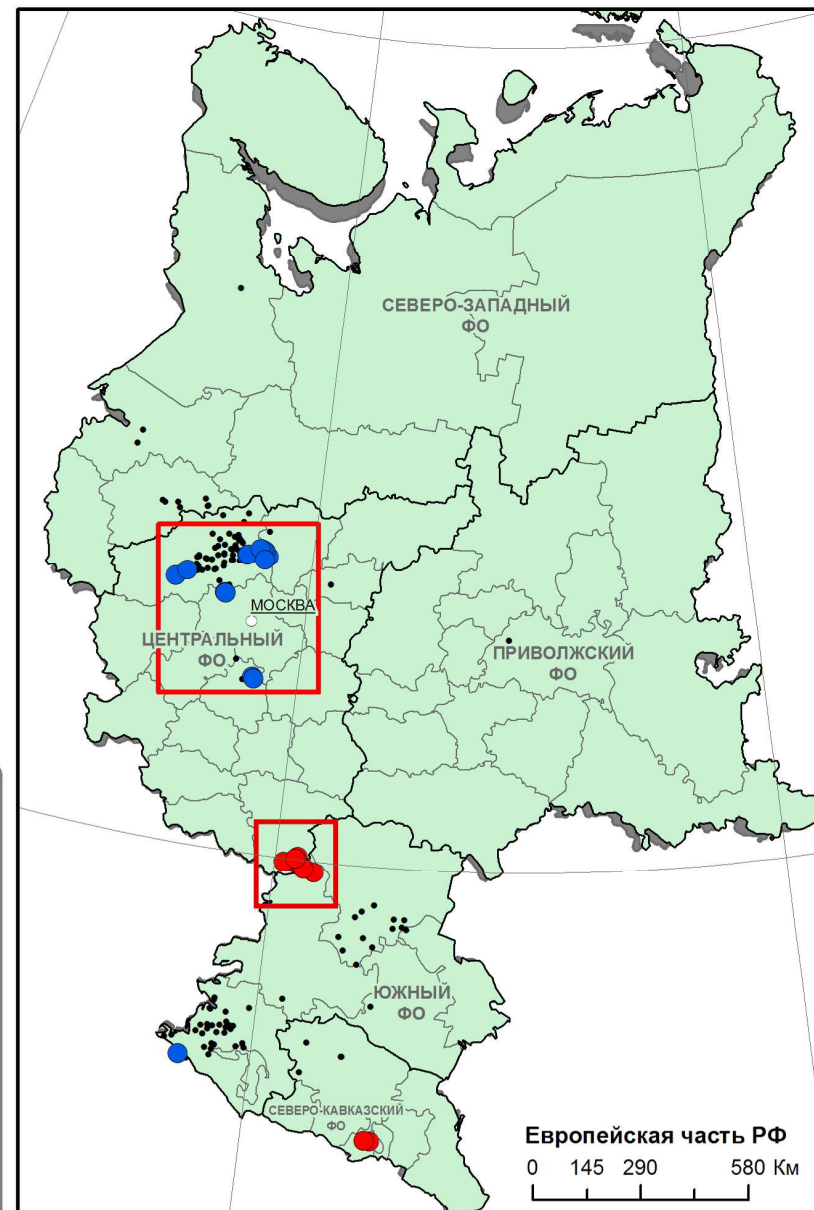 СЕВЕРО-ЗАПАДНЫЙ
ФО
МОСКВА
ЦЕНТРАЛЬНЫЙ
ФО
ПРИВОЛЖСКИЙ
ФО
ЮЖНЫЙ
ФО
СЕВЕРО-КАВКАЗСКИЙ
ФО
Европейская часть РФ
0 145 290 580 Км